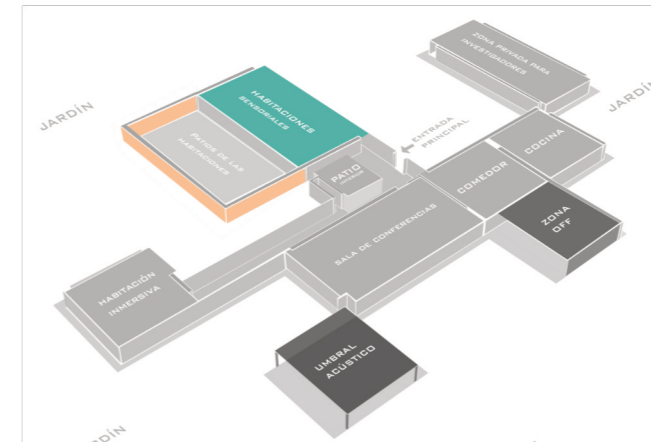 ZONA PRIVADA PARA
INVESTIGADORES
JARDÍN
JARDÍN
HABITACIONES
SENSORIALES
PATIOS DE LAS
HABITACIONES
ENTRADA
PRINCIPAL
COCINA
PATIO
INTERIOR
COMEDOR
ZONA
OFF
SALA DE CONFERENCIAS
HABITACIÓN
INMERSIVA
UMBRAL
ACÚSTICO
JARDÍN